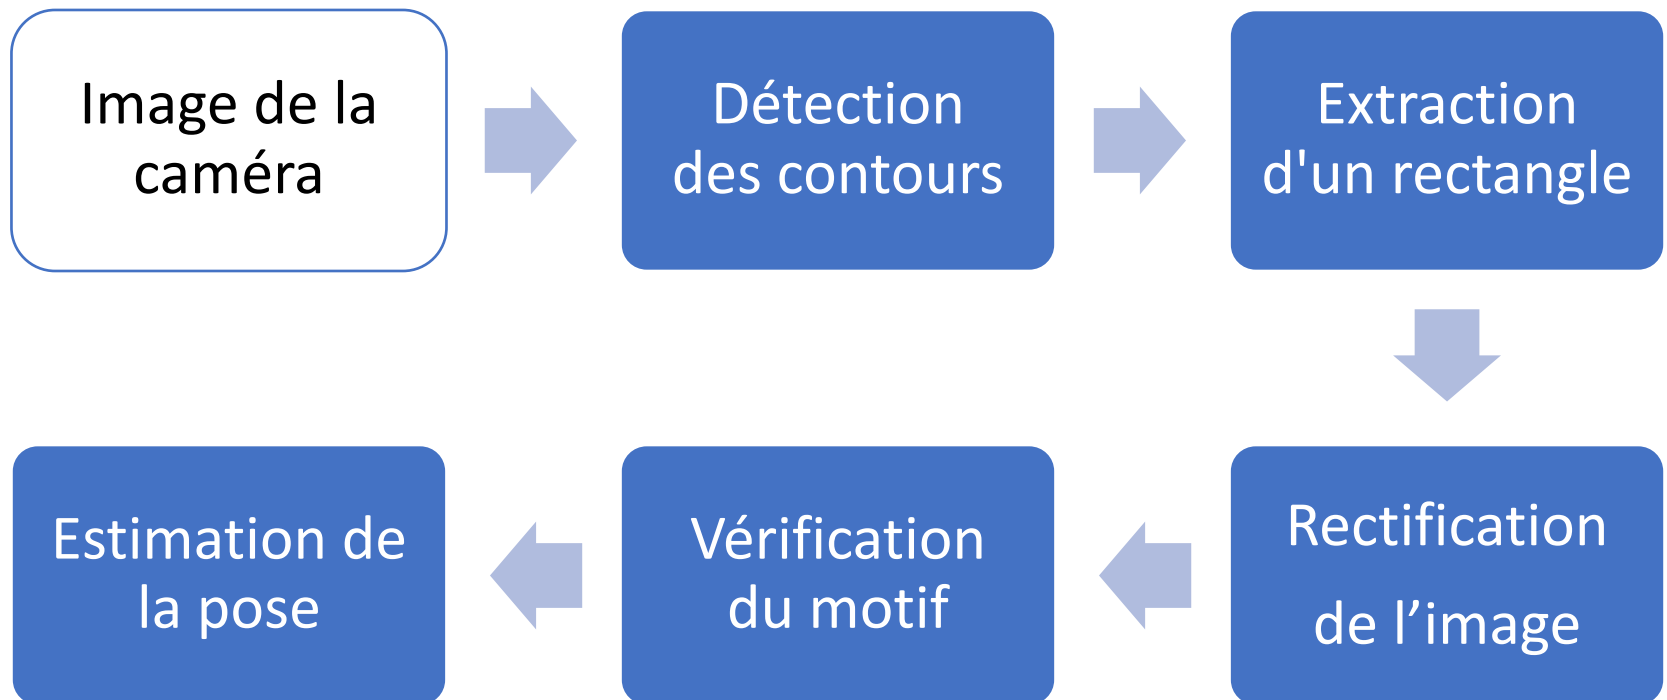 Image de la
caméra
Détection
des contours
Extraction
d'un rectangle
Rectification
de l’image
Vérification
du motif
Estimation de
la pose